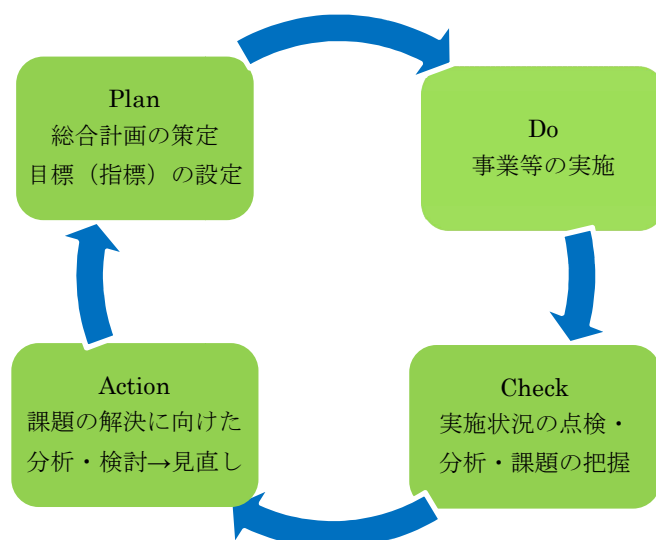 Plan
総合計画の策定
目標（指標）の設定
Do
事業等の実施
Check
実施状況の点検・
分析・課題の把握
Action
課題の解決に向けた
分析・検討→見直し